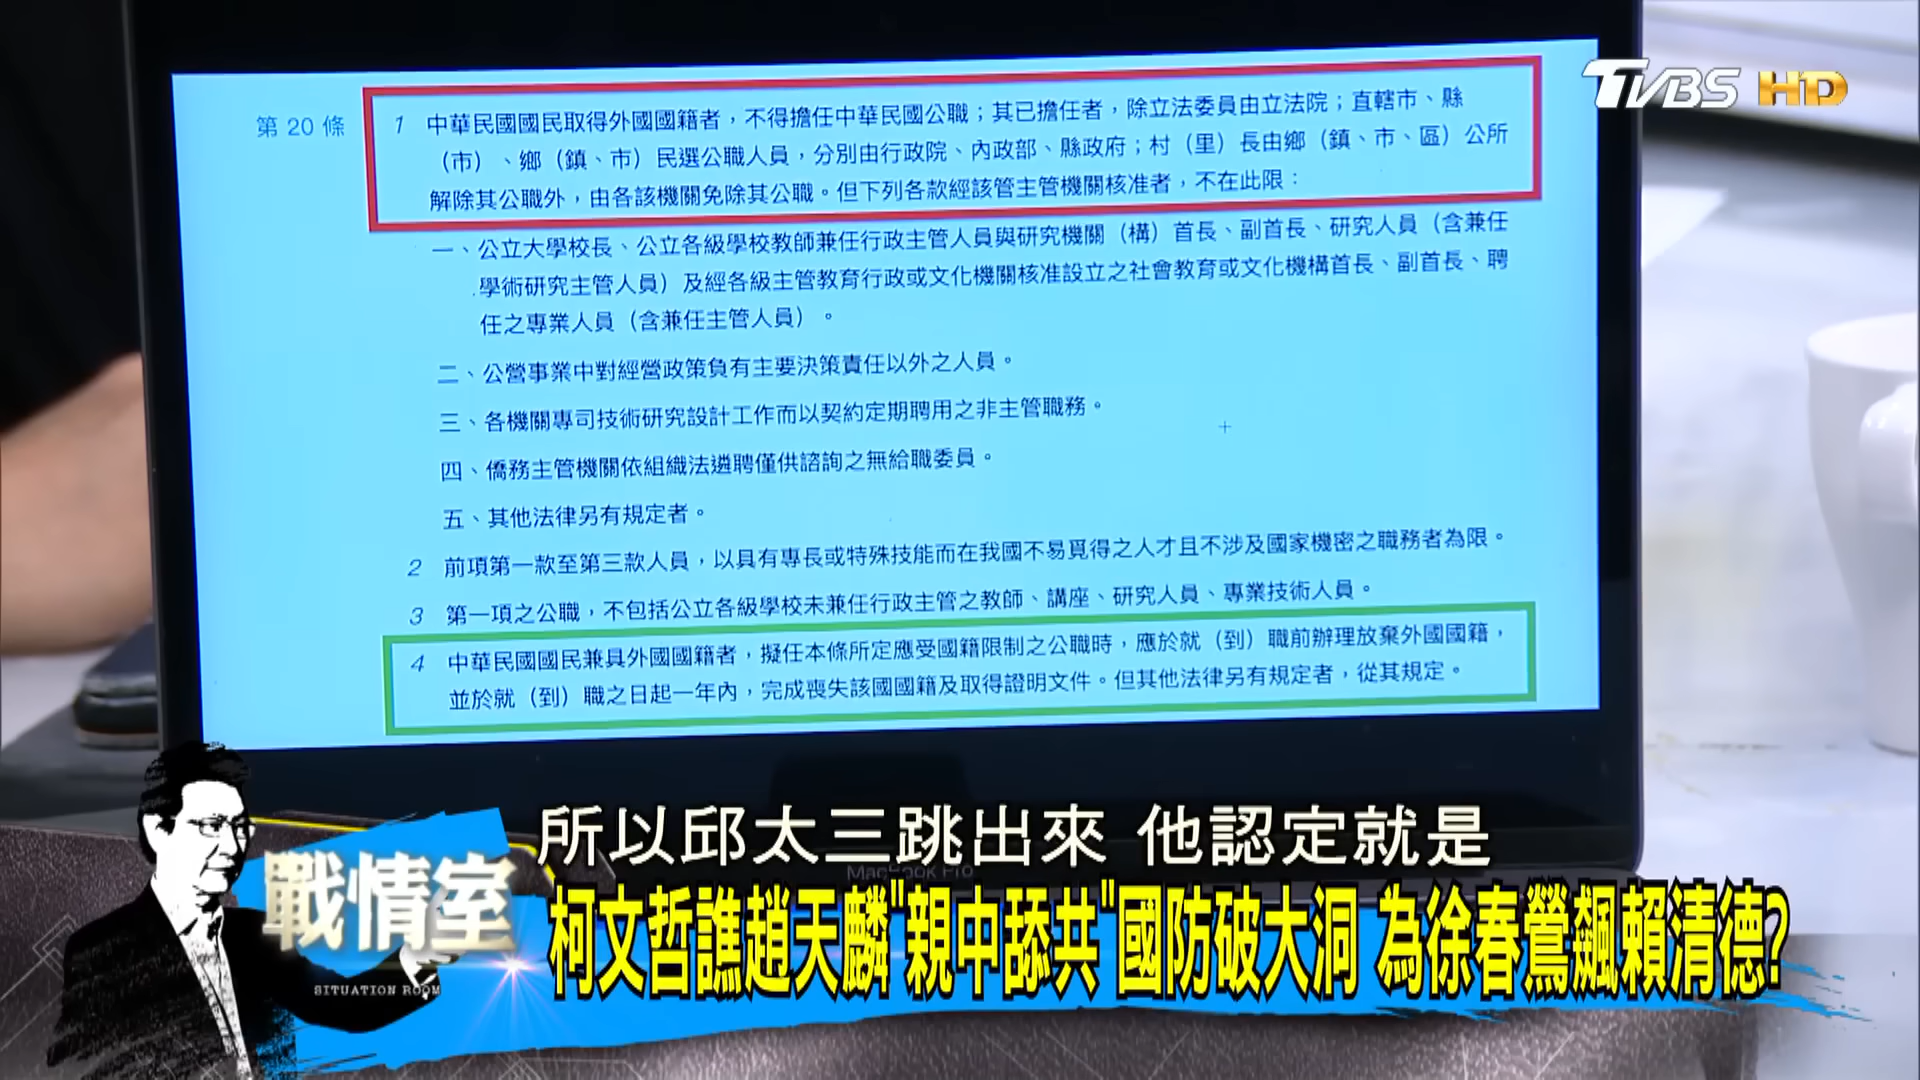 TVBS HD
第 20 條
1 中華民國國民取得外國國籍者，不得擔任中華民國公職；其已擔任者，除立法委員由立法院；直轄市、縣
（市）、鄉（鎮、市）民選公職人員，分別由行政院、內政部、縣政府；村（里）長由鄉（鎮、市、區）公所
解除其公職外，由各該機關免除其公職。但下列各款經該管主管機關核准者，不在此限：
一、公立大學校長、公立各級學校教師兼任行政主管人員與研究機關（構）首長、副首長、研究人員（含兼任
學術研究主管人員）及經各級主管教育行政或文化機關核准設立之社會教育或文化機構首長、副首長、聘
任之專業人員（含兼任主管人員）。
二、公營事業中對經營政策負有主要決策責任以外之人員。
三、各機關專司技術研究設計工作而以契約定期聘用之非主管職務。
四、僑務主管機關依組織法遴聘僅供諮詢之無給職委員。
五、其他法律另有規定者。
2 前項第一款至第三款人員，以具有專長或特殊技能而在我國不易覓得之人才且不涉及國家機密之職務者為限。
3 第一項之公職，不包括公立各級學校未兼任行政主管之教師、講座、研究人員、專業技術人員。
4 中華民國國民兼具外國國籍者，擬任本條所定應受國籍限制之公職時，應於就（到）職前辦理放棄外國國籍，
並於就（到）職之日起一年內，完成喪失該國國籍及取得證明文件。但其他法律另有規定者，從其規定。
所以邱太三跳出來 他認定就是
MacBook Pro
戰情室
SITUATION ROOM
柯文哲譙趙天麟"親中舔共"國防破大洞 為徐春鶯飆賴清德?